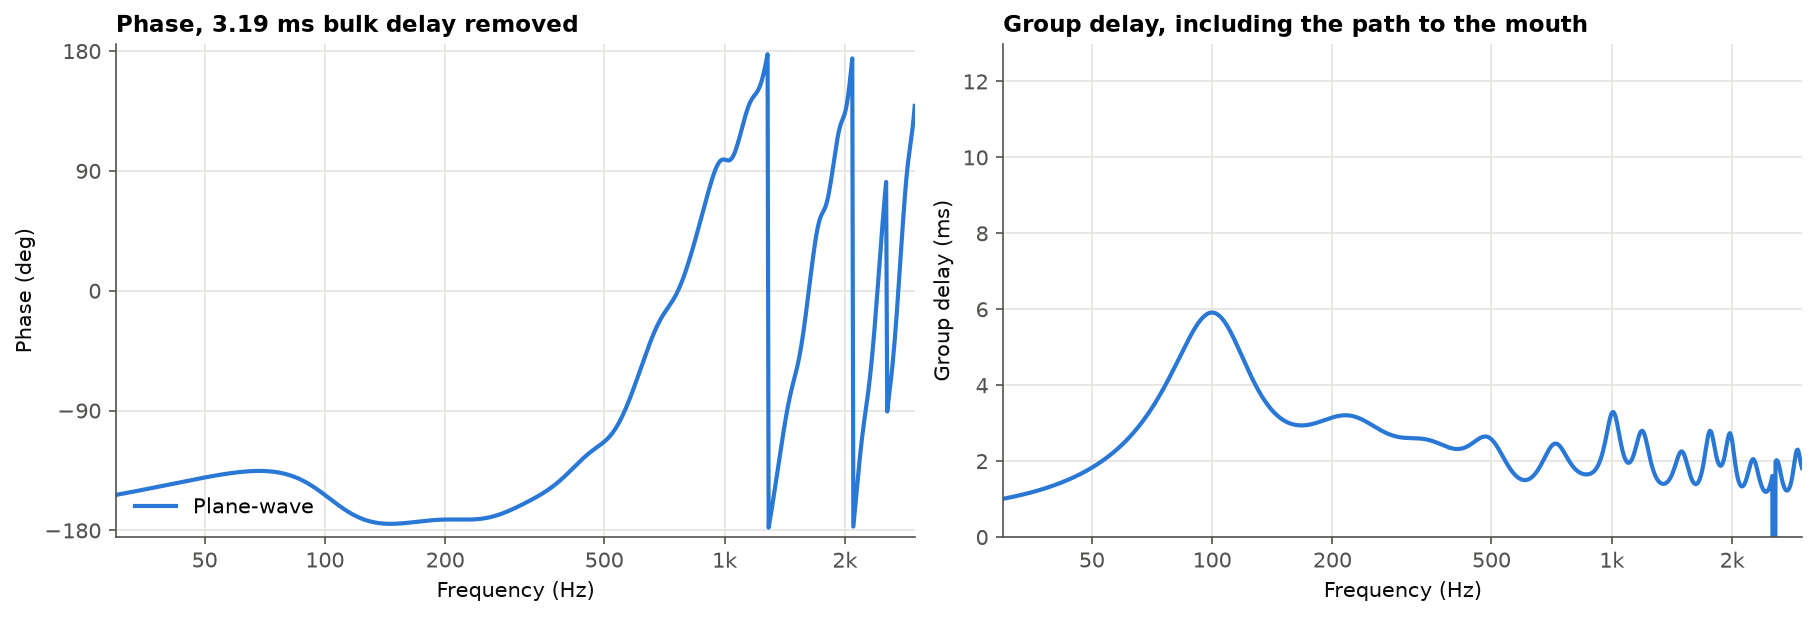 Phase, 3.19 ms bulk delay removed
180
90
0
−90
−180
Phase (deg)
Plane-wave
50 100 200 500 1k 2k
Frequency (Hz)
Group delay, including the path to the mouth
12
10
8
6
4
2
0
Group delay (ms)
50 100 200 500 1k 2k
Frequency (Hz)